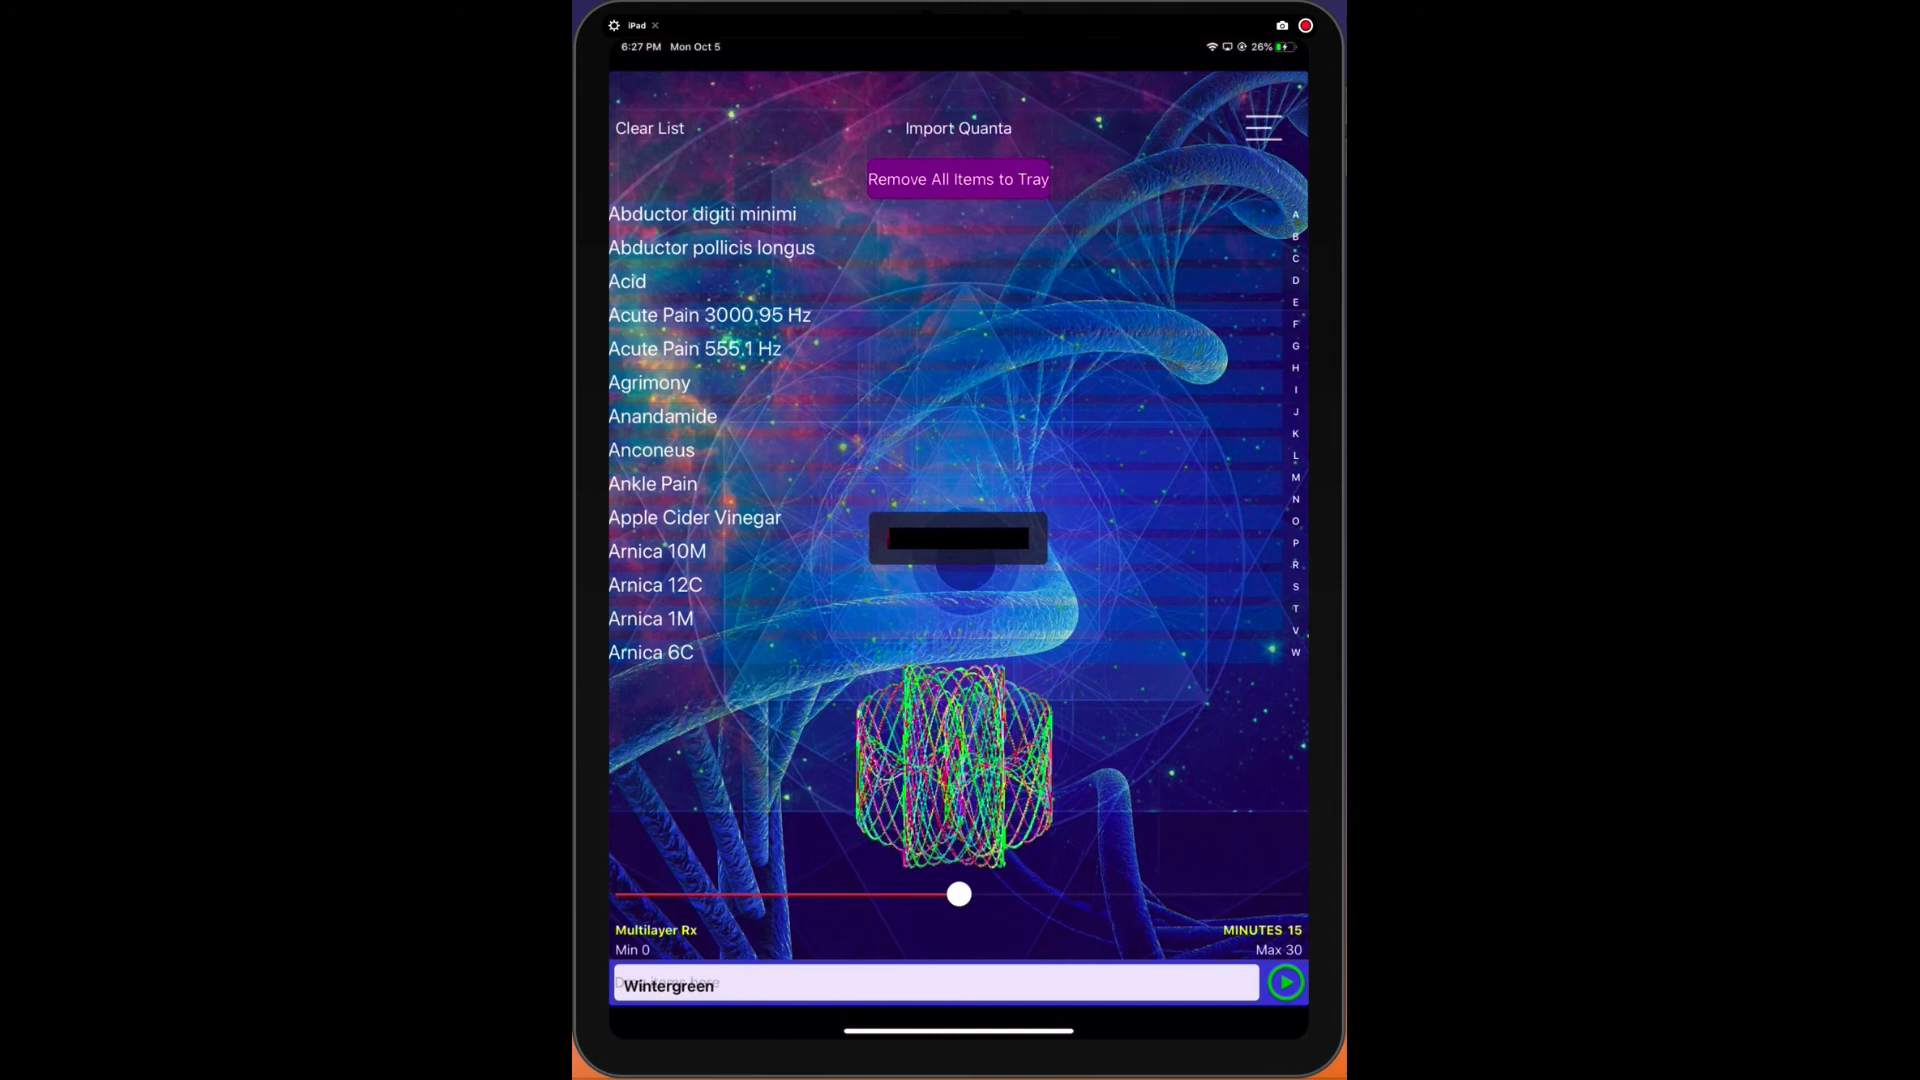 iPad
6:27 PM Mon Oct 5
26%
Clear List
Import Quanta
Remove All Items to Tray
Abductor digiti minimi
Abductor pollicis longus
Acid
Acute Pain 3000.95 Hz
Acute Pain 555.1 Hz
Agrimony
Anandamide
Anconeus
Ankle Pain
Apple Cider Vinegar
Arnica 10M
Arnica 12C
Arnica 1M
Arnica 6C
A
B
C
D
E
F
G
H
I
J
K
L
M
N
O
P
R
S
T
V
W
Multilayer Rx
MINUTES 15
Min 0
Max 30
Wintergreen